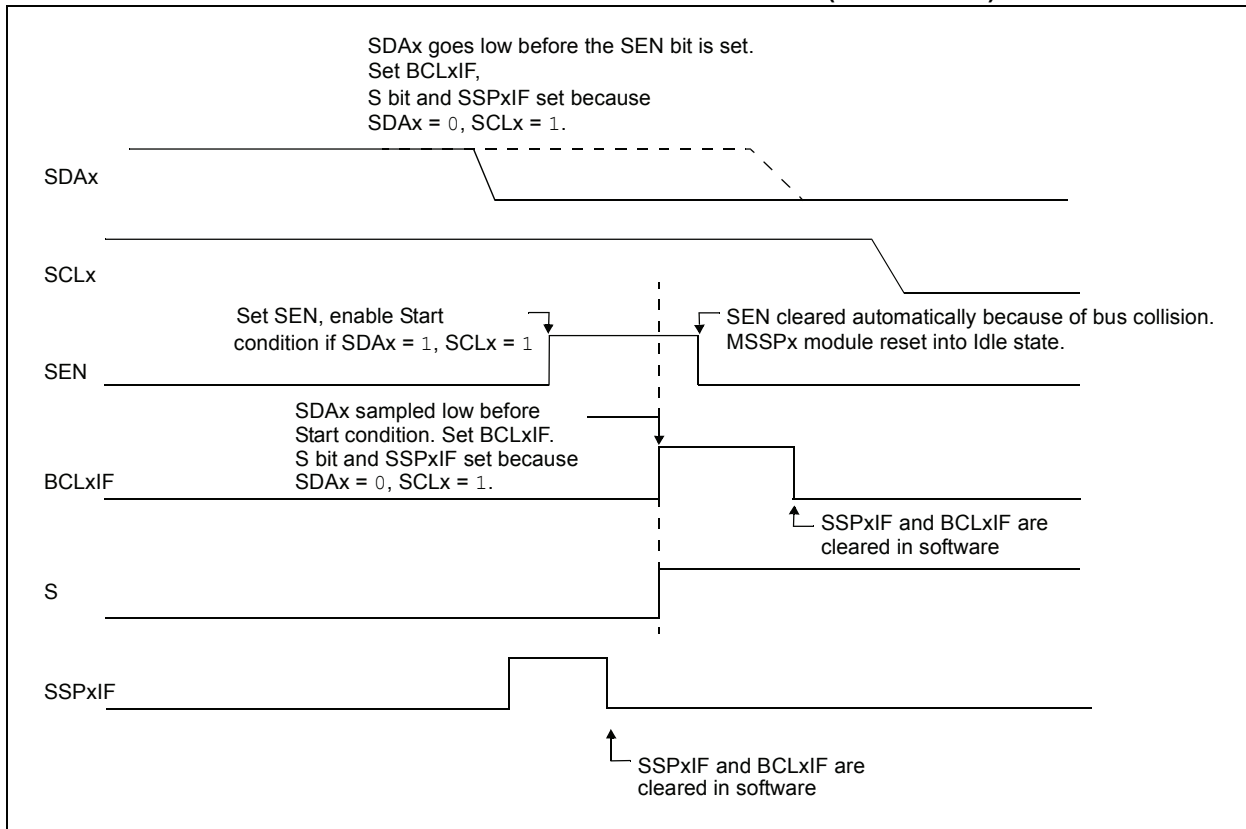 SDAx goes low before the SEN bit is set.
Set BCLxIF,
S bit and SSPxIF set because
SDAx = 0, SCLx = 1.
SDAx
SCLx
Set SEN, enable Start
condition if SDAx = 1, SCLx = 1
SEN cleared automatically because of bus collision.
MSSPx module reset into Idle state.
SEN
SDAx sampled low before
Start condition. Set BCLxIF.
S bit and SSPxIF set because
SDAx = 0, SCLx = 1.
BCLxIF
SSPxIF and BCLxIF are
cleared in software
S
SSPxIF
SSPxIF and BCLxIF are
cleared in software